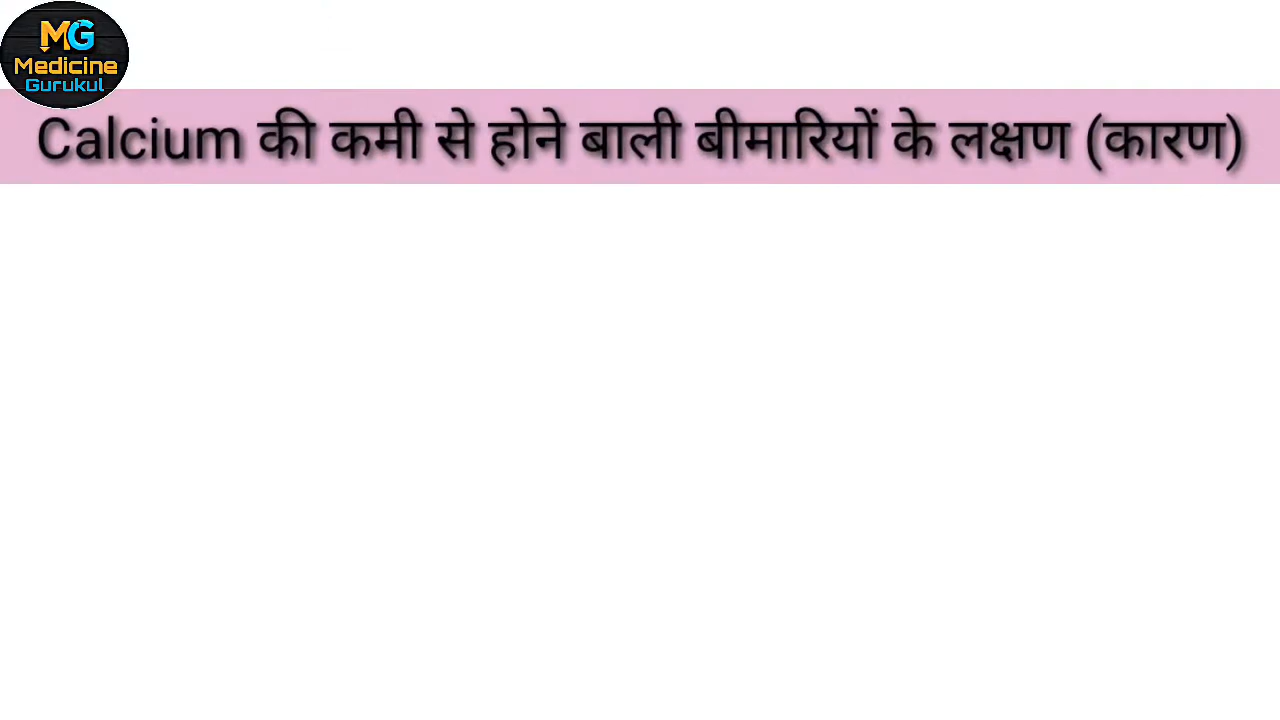 MG
Medicine
Gurukul
Calcium की कमी से होने बाली बीमारियों के लक्षण (कारण)